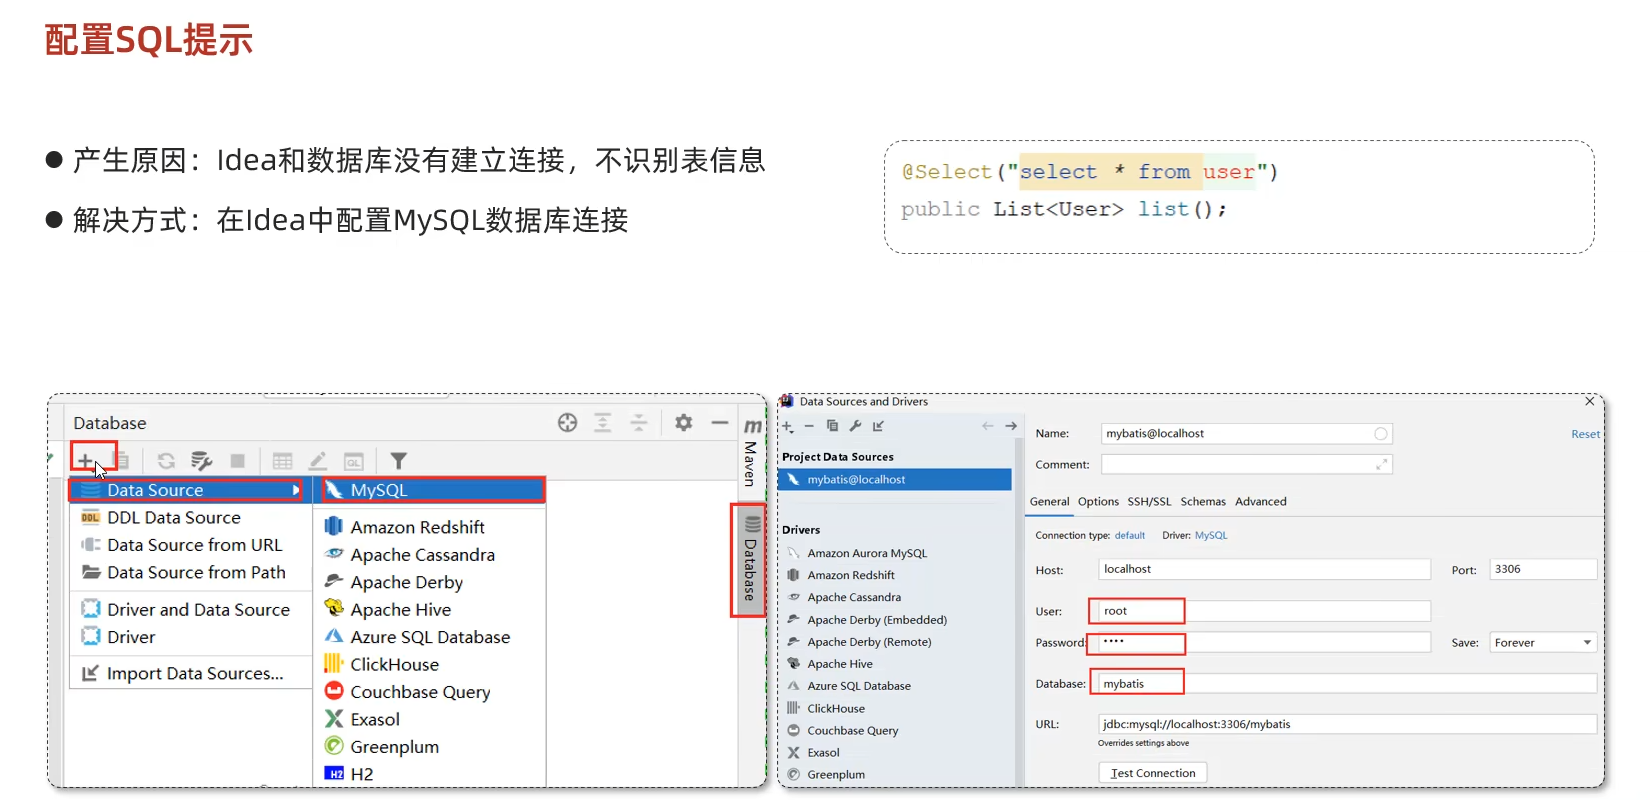 配置SQL提示
● 产生原因：Idea和数据库没有建立连接，不识别表信息
● 解决方式：在Idea中配置MySQL数据库连接
@Select("select * from user")
public List<User> list();
Database
Data Source
DDL Data Source
Data Source from URL
Data Source from Path
Driver and Data Source
Driver
Import Data Sources...
MySQL
Amazon Redshift
Apache Cassandra
Apache Derby
Apache Hive
Azure SQL Database
ClickHouse
Couchbase Query
Exasol
Greenplum
H2
m
Maven
Database
Data Sources and Drivers
Project Data Sources
mybatis@localhost
Drivers
Amazon Aurora MySQL
Amazon Redshift
Apache Cassandra
Apache Derby (Embedded)
Apache Derby (Remote)
Apache Hive
Azure SQL Database
ClickHouse
Couchbase Query
Exasol
Greenplum
Name: mybatis@localhost
Reset
Comment:
General Options SSH/SSL Schemas Advanced
Connection type: default Driver: MySQL
Host: localhost Port: 3306
User: root
Password: •••• Save: Forever
Database: mybatis
URL: jdbc:mysql://localhost:3306/mybatis
Overrides settings above
Test Connection